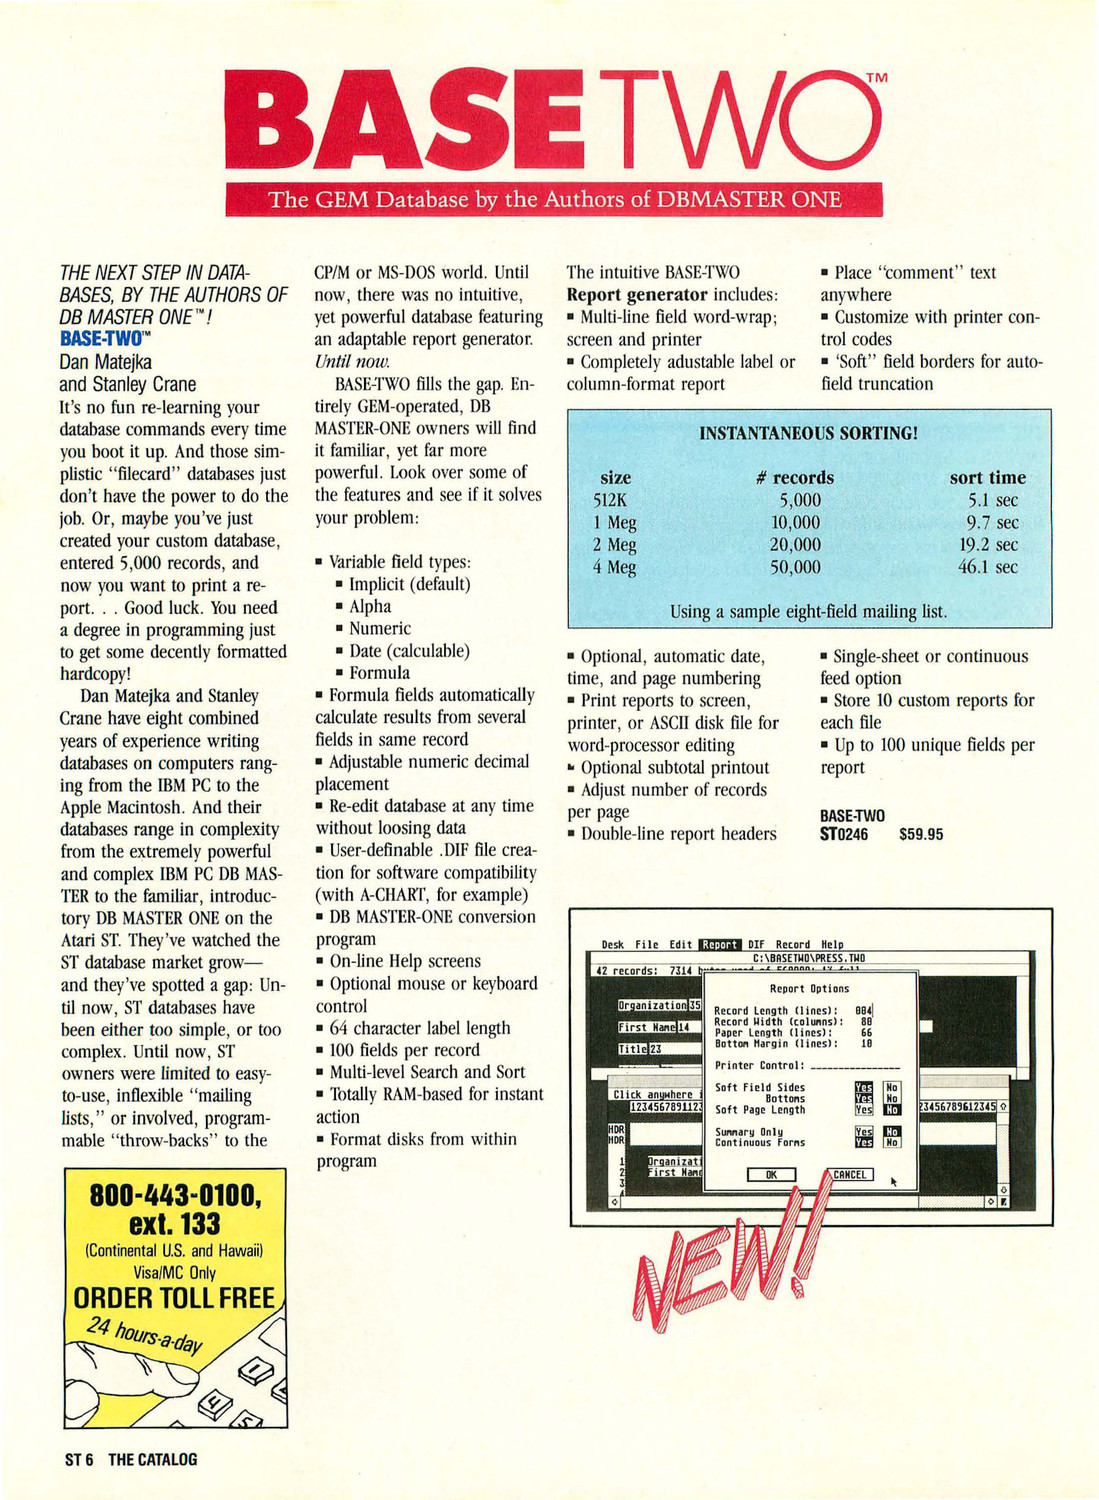 BASETWO™
The GEM Database by the Authors of DBMASTER ONE
THE NEXT STEP IN DATA-
BASES, BY THE AUTHORS OF
DB MASTER ONE™!
BASE-TWO™
Dan Matejka
and Stanley Crane
It's no fun re-learning your
database commands every time
you boot it up. And those sim-
plistic "filecard" databases just
don't have the power to do the
job. Or, maybe you've just
created your custom database,
entered 5,000 records, and
now you want to print a re-
port. . . Good luck. You need
a degree in programming just
to get some decently formatted
hardcopy!
Dan Matejka and Stanley
Crane have eight combined
years of experience writing
databases on computers rang-
ing from the IBM PC to the
Apple Macintosh. And their
databases range in complexity
from the extremely powerful
and complex IBM PC DB MAS-
TER to the familiar, introduc-
tory DB MASTER ONE on the
Atari ST. They've watched the
ST database market grow—
and they've spotted a gap: Un-
til now, ST databases have
been either too simple, or too
complex. Until now, ST
owners were limited to easy-
to-use, inflexible "mailing
lists," or involved, program-
mable "throw-backs" to the
CP/M or MS-DOS world. Until
now, there was no intuitive,
yet powerful database featuring
an adaptable report generator.
Until now.
BASE-TWO fills the gap. En-
tirely GEM-operated, DB
MASTER-ONE owners will find
it familiar, yet far more
powerful. Look over some of
the features and see if it solves
your problem:
▪ Variable field types:
▪ Implicit (default)
▪ Alpha
▪ Numeric
▪ Date (calculable)
▪ Formula
▪ Formula fields automatically
calculate results from several
fields in same record
▪ Adjustable numeric decimal
placement
▪ Re-edit database at any time
without loosing data
▪ User-definable .DIF file crea-
tion for software compatibility
(with A-CHART, for example)
▪ DB MASTER-ONE conversion
program
▪ On-line Help screens
▪ Optional mouse or keyboard
control
▪ 64 character label length
▪ 100 fields per record
▪ Multi-level Search and Sort
▪ Totally RAM-based for instant
action
▪ Format disks from within
program
The intuitive BASE-TWO
Report generator includes:
▪ Multi-line field word-wrap;
screen and printer
▪ Completely adustable label or
column-format report
▪ Place "comment" text
anywhere
▪ Customize with printer con-
trol codes
▪ 'Soft" field borders for auto-
field truncation
INSTANTANEOUS SORTING!
size # records sort time
512K 5,000 5.1 sec
1 Meg 10,000 9.7 sec
2 Meg 20,000 19.2 sec
4 Meg 50,000 46.1 sec
Using a sample eight-field mailing list.
▪ Optional, automatic date,
time, and page numbering
▪ Print reports to screen,
printer, or ASCII disk file for
word-processor editing
▪ Optional subtotal printout
▪ Adjust number of records
per page
▪ Double-line report headers
▪ Single-sheet or continuous
feed option
▪ Store 10 custom reports for
each file
▪ Up to 100 unique fields per
report
BASE-TWO
ST0246 $59.95
Desk File Edit Report DIF Record Help
C:\BASETWO\PRESS.TWO
42 records: 7314
Organization 35
First Name 14
Title 23
Report Options
Record Length (lines): 004
Record Width (columns): 80
Paper Length (lines): 66
Bottom Margin (lines): 10
Printer Control:
Soft Field Sides Yes No
Bottoms Yes No
Soft Page Length Yes No
Summary Only Yes No
Continuous Forms Yes No
OK CANCEL
Click anywhere
1234567891123
23456789612345
HDR
HDR
1 Organizat
2 First Nam
3
NEW!!
800-443-0100,
ext. 133
(Continental U.S. and Hawaii)
Visa/MC Only
ORDER TOLL FREE
24 hours-a-day
1
4 5
ST 6 THE CATALOG